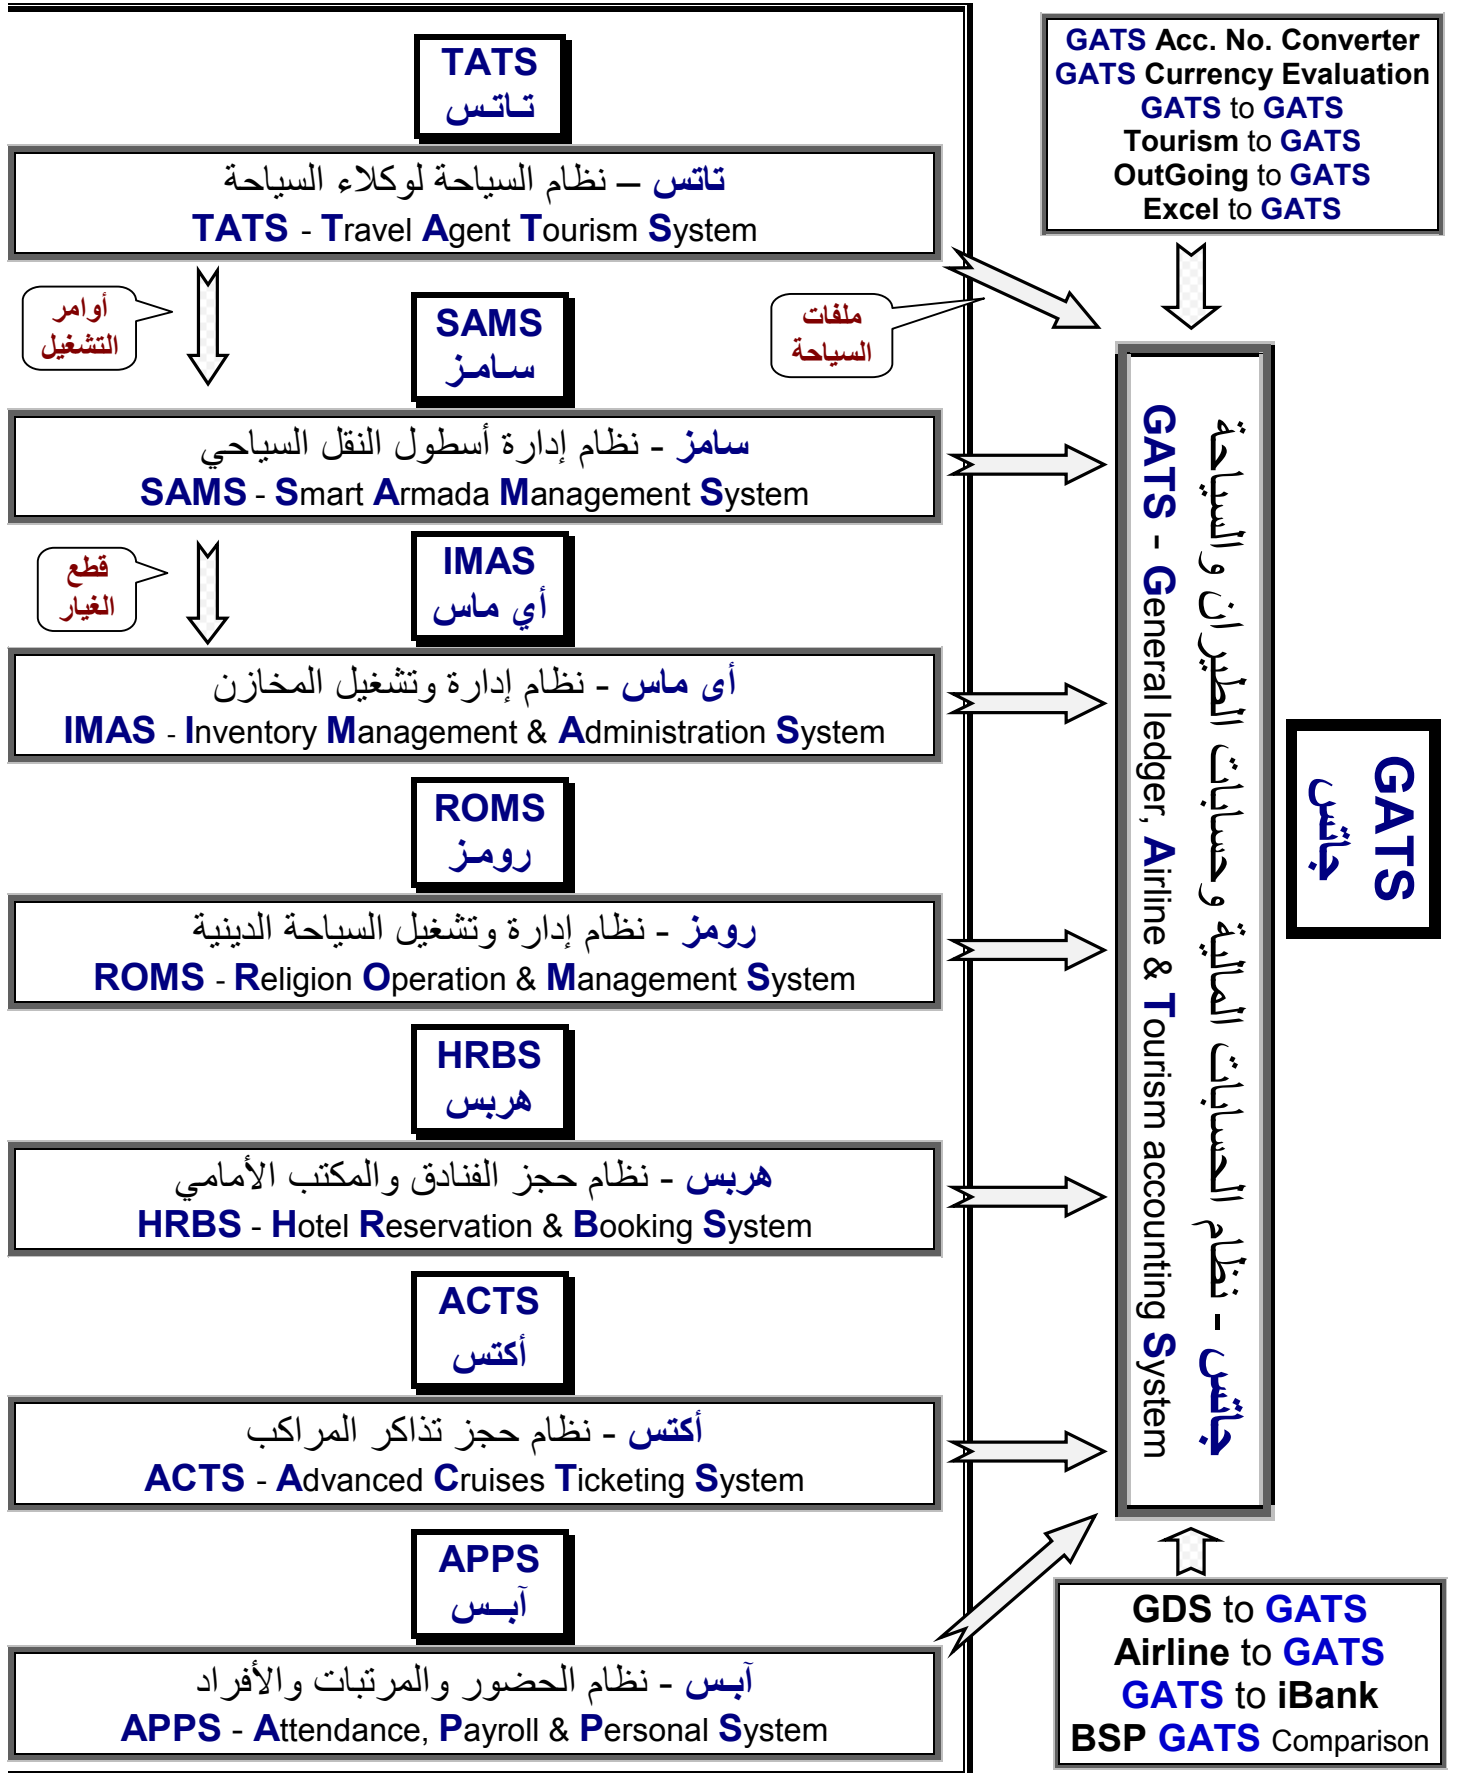 TATS
تـاتـس
تاتس – نظام السياحة لوكلاء السياحة
TATS - Travel Agent Tourism System
أوامر
التشغيل
SAMS
سـامـز
سامز - نظام إدارة أسطول النقل السياحي
SAMS - Smart Armada Management System
قطع
الغيار
IMAS
أي ماس
أى ماس - نظام إدارة وتشغيل المخازن
IMAS - Inventory Management & Administration System
ROMS
رومـز
رومز - نظام إدارة وتشغيل السياحة الدينية
ROMS - Religion Operation & Management System
HRBS
هربس
هربس - نظام حجز الفنادق والمكتب الأمامي
HRBS - Hotel Reservation & Booking System
ACTS
أكتس
أكتس - نظام حجز تذاكر المراكب
ACTS - Advanced Cruises Ticketing System
APPS
آبــس
آبـس - نظام الحضور والمرتبات والأفراد
APPS - Attendance, Payroll & Personal System
ملفات
السياحة
GATS Acc. No. Converter
GATS Currency Evaluation
GATS to GATS
Tourism to GATS
OutGoing to GATS
Excel to GATS
جاتس - نظام الحسابات المالية وحسابات الطيران والسياحة
GATS - General ledger, Airline & Tourism accounting System
GATS
جاتس
GDS to GATS
Airline to GATS
GATS to iBank
BSP GATS Comparison